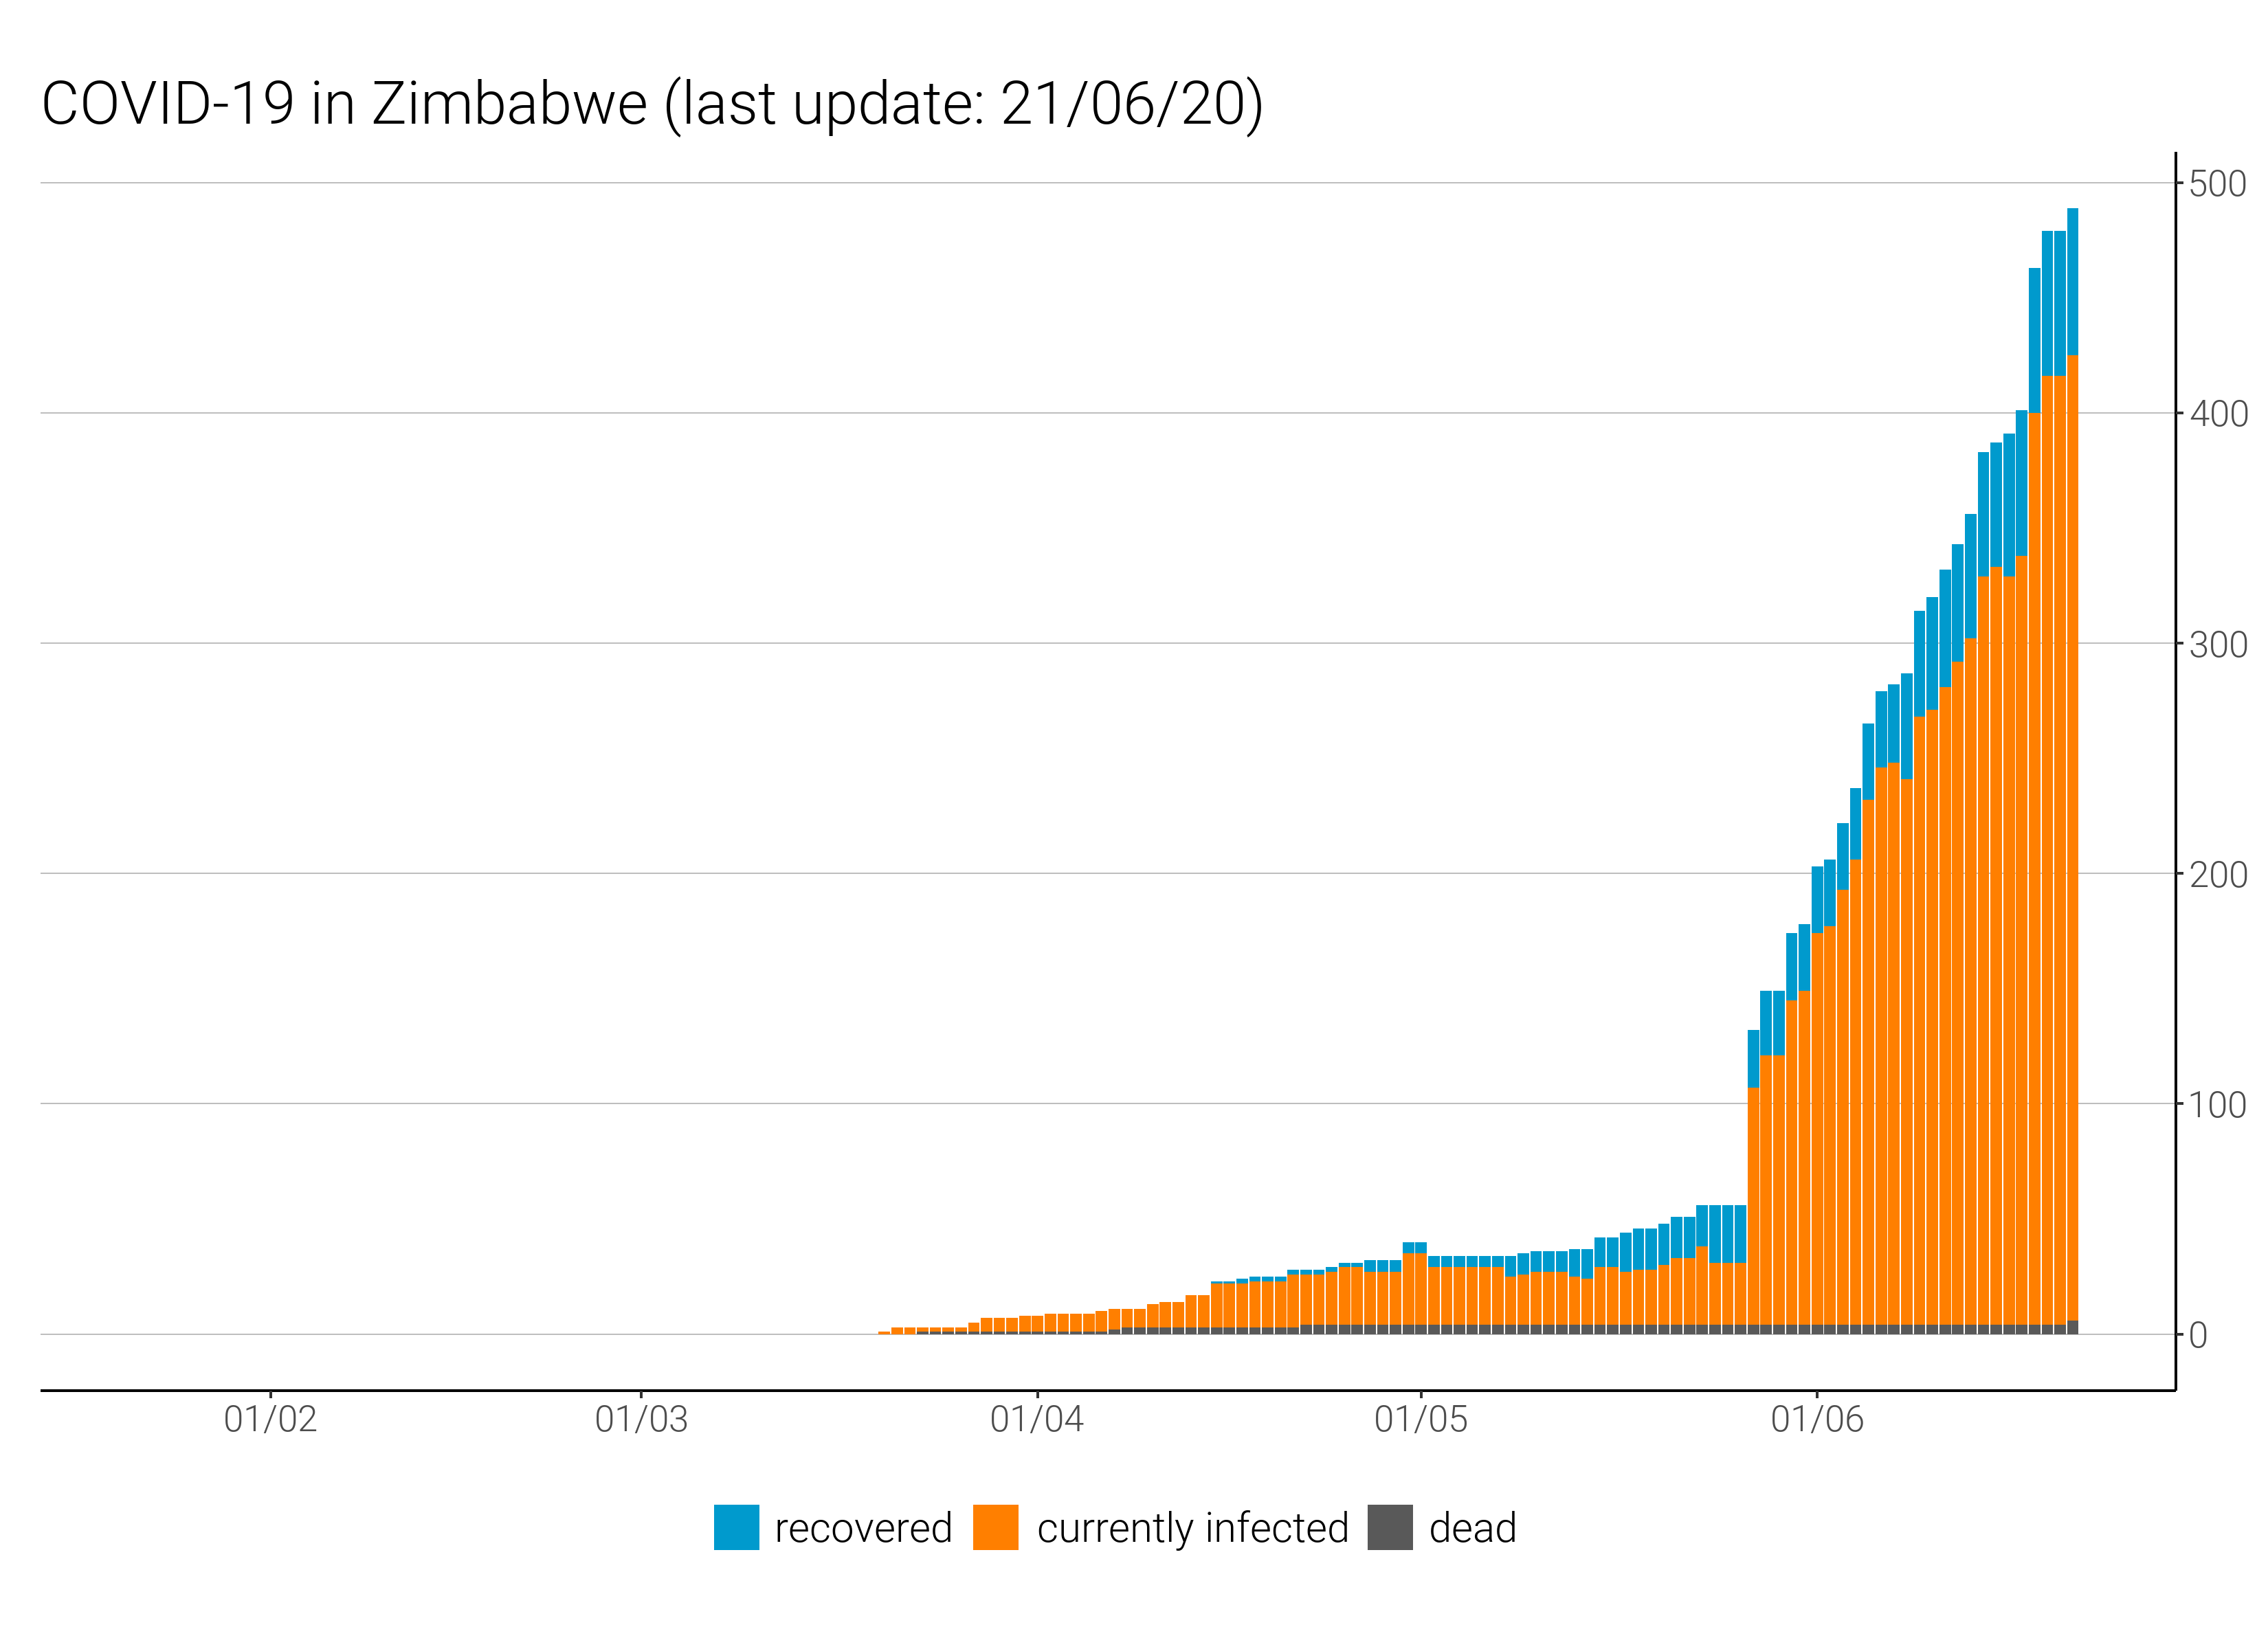 COVID-19 in Zimbabwe (last update: 21/06/20)
500
400
300
200
100
0
01/02 01/03 01/04 01/05 01/06
recovered currently infected dead